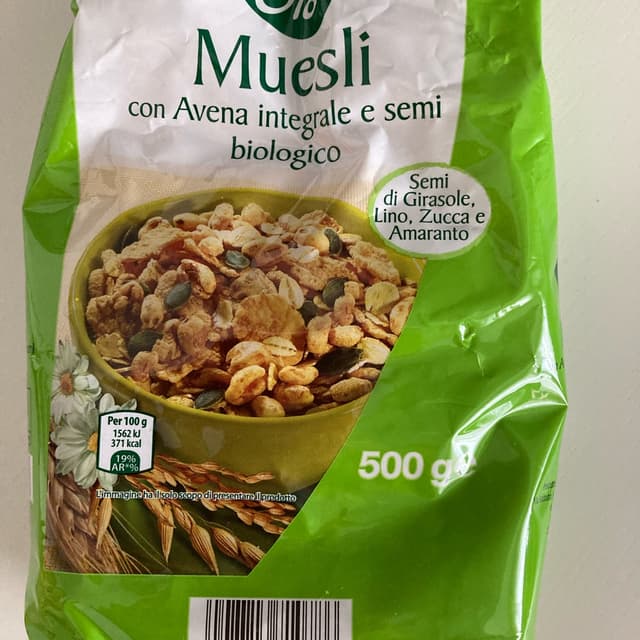 Muesli
con Avena integrale e semi
biologico
Semi
di Girasole,
Lino, Zucca e
Amaranto
Per 100 g
1562 kJ
371 kcal
19%
AR*%
L'immagine ha il solo scopo di presentare il prodotto
500 g